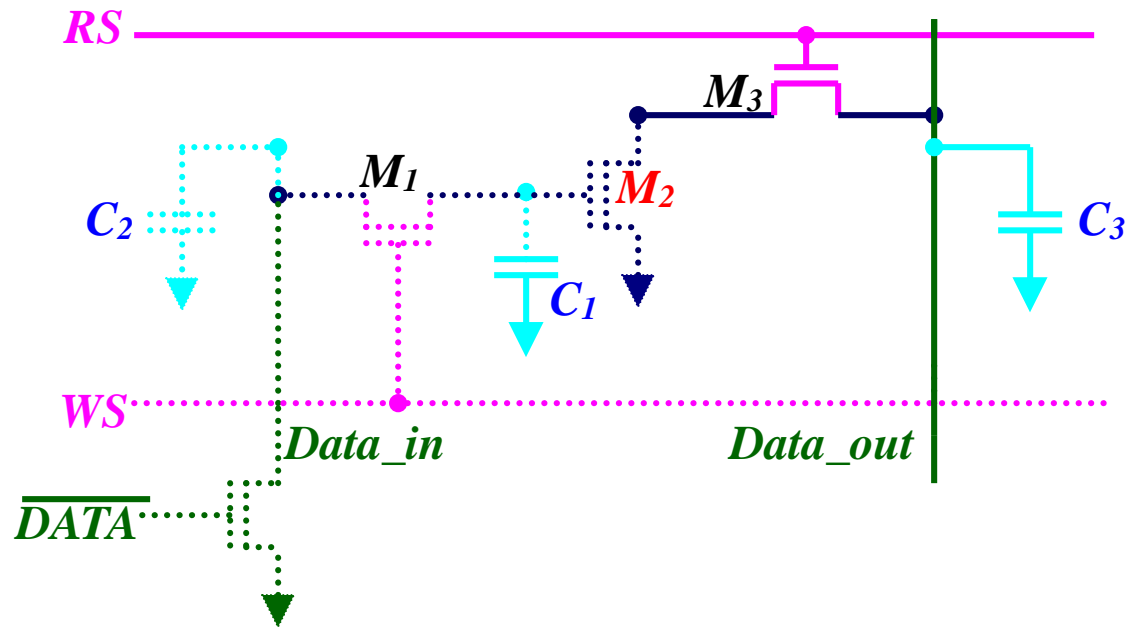 RS
M3
M1
M2
C2
C3
C1
WS
Data_in
Data_out
DATA